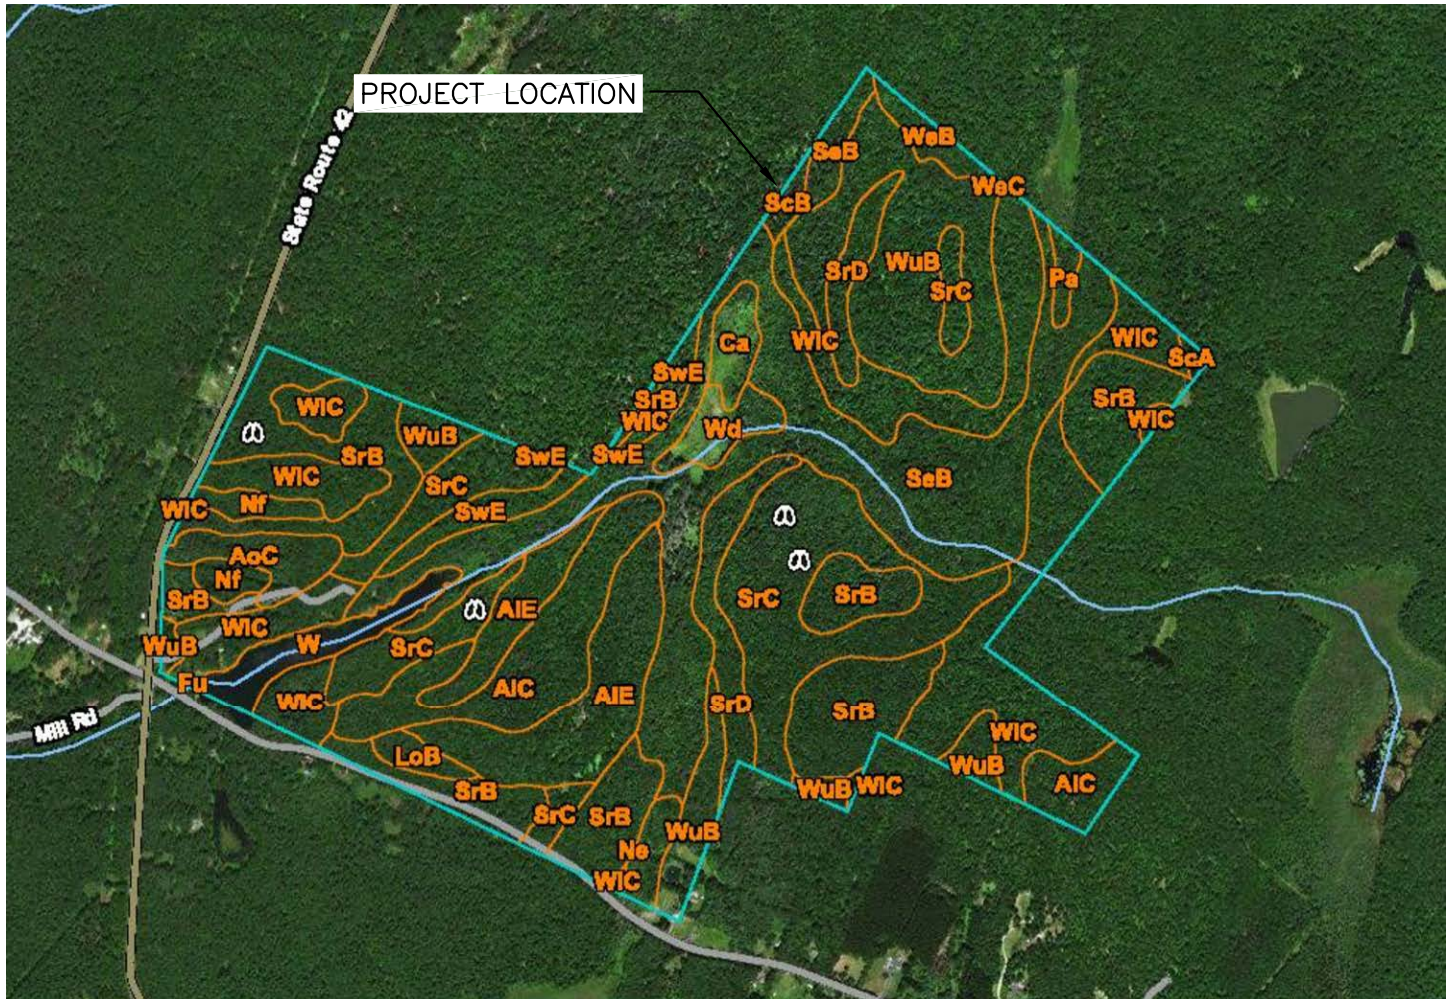 PROJECT LOCATION
State Route 42
WeB
SeB
WeC
ScB
WuB
SrD
SrC
Pa
WlC
Ca
WlC
ScA
SwE
SrB
SrB
WlC
WlC
WlC
Wd
WuB
SwE
SwE
SrB
WlC
SrC
SeB
Nf
WlC
SwE
AoC
Nf
SrB
SrC
SrB
AlE
WlC
WuB
W
SrC
Fu
WlC
AlC
AlE
SrD
SrB
Mill Rd
WlC
LoB
WuB
AlC
SrB
WuB
WlC
SrC
SrB
WuB
Ne
WlC